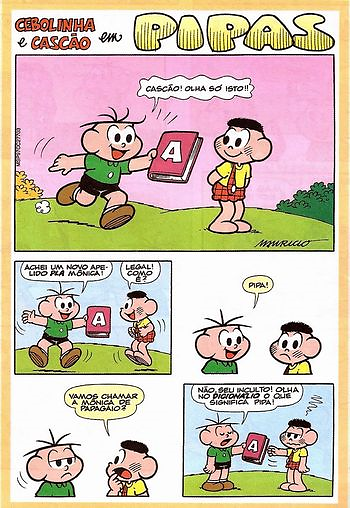 CEBOLINHA
E CASCÃO em
PIPAS
CASCÃO! OLHA SÓ ISTO!!
A
MAURICIO
ACHEI UM NOVO APE-
LIDO PLA MÔNICA!
LEGAL!
COMO
É?
A
PIPA!
VAMOS CHAMAR
A MÔNICA DE
PAPAGAIO?
NÃO, SEU INCULTO! OLHA
NO DICIONÁLIO O QUE
SIGNIFICA PIPA!
A